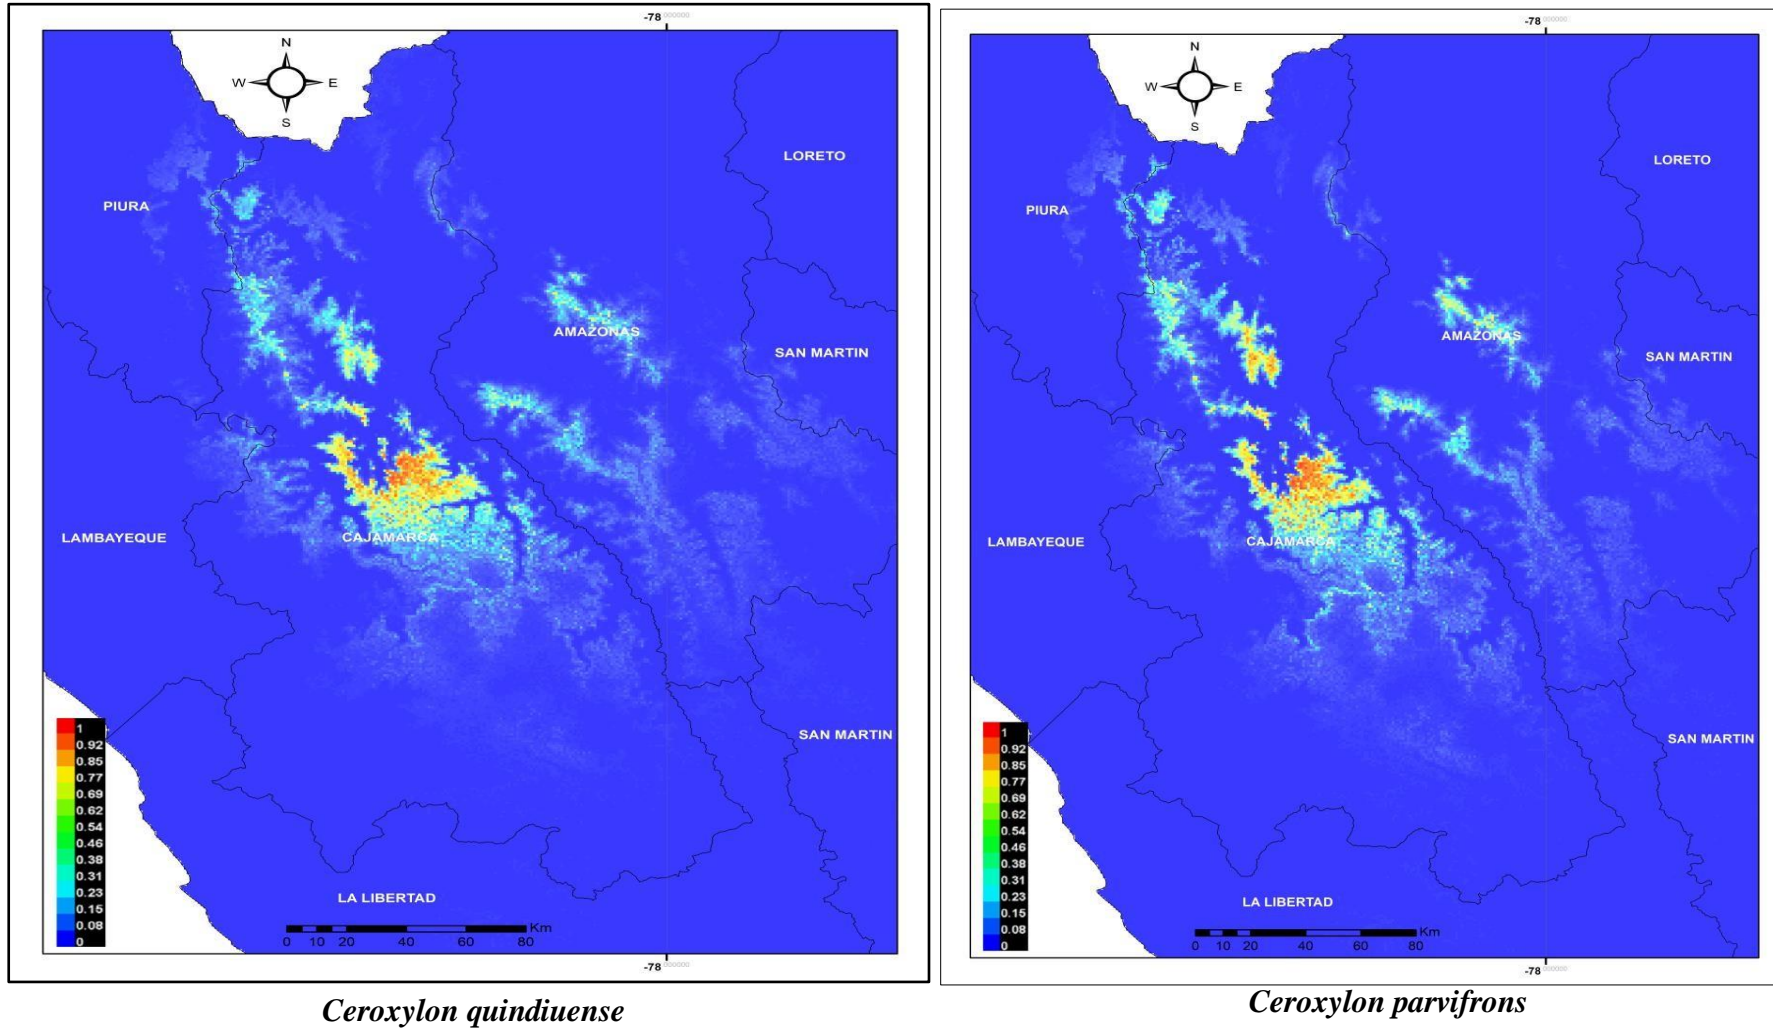 -78 000000
N
W E
S
LORETO
PIURA
AMAZONAS
SAN MARTIN
LAMBAYEQUE
CAJAMARCA
SAN MARTIN
1
0.92
0.85
0.77
0.69
0.62
0.54
0.46
0.38
0.31
0.23
0.15
0.08
0
LA LIBERTAD
Km
0 10 20 40 60 80
-78 000000
Ceroxylon quindiuense
-78 000000
N
W E
S
LORETO
PIURA
AMAZONAS
SAN MARTIN
LAMBAYEQUE
CAJAMARCA
SAN MARTIN
1
0.92
0.85
0.77
0.69
0.62
0.54
0.46
0.38
0.31
0.23
0.15
0.08
0
LA LIBERTAD
Km
0 10 20 40 60 80
-78 000000
Ceroxylon parvifrons